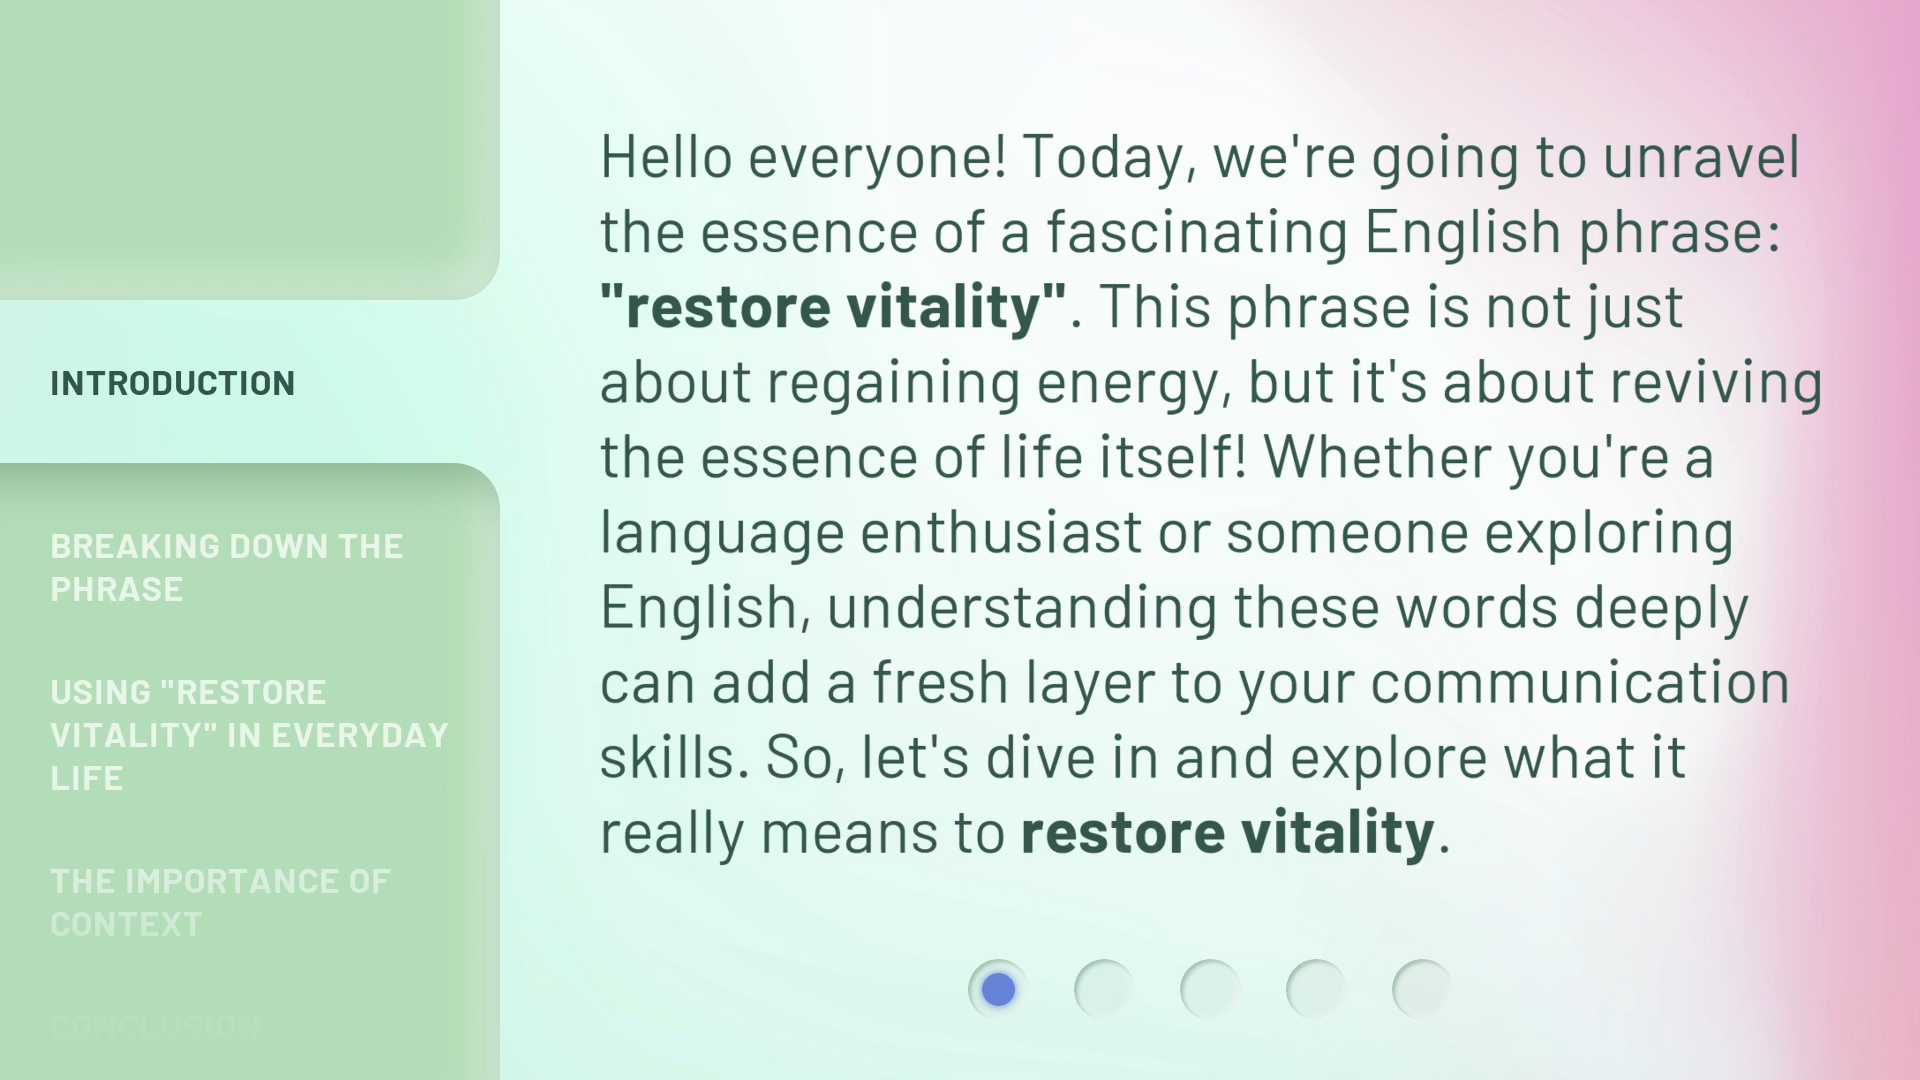 INTRODUCTION
BREAKING DOWN THE
PHRASE
USING "RESTORE
VITALITY" IN EVERYDAY
LIFE
THE IMPORTANCE OF
CONTEXT
CONCLUSION
Hello everyone! Today, we're going to unravel
the essence of a fascinating English phrase:
"restore vitality". This phrase is not just
about regaining energy, but it's about reviving
the essence of life itself! Whether you're a
language enthusiast or someone exploring
English, understanding these words deeply
can add a fresh layer to your communication
skills. So, let's dive in and explore what it
really means to restore vitality.